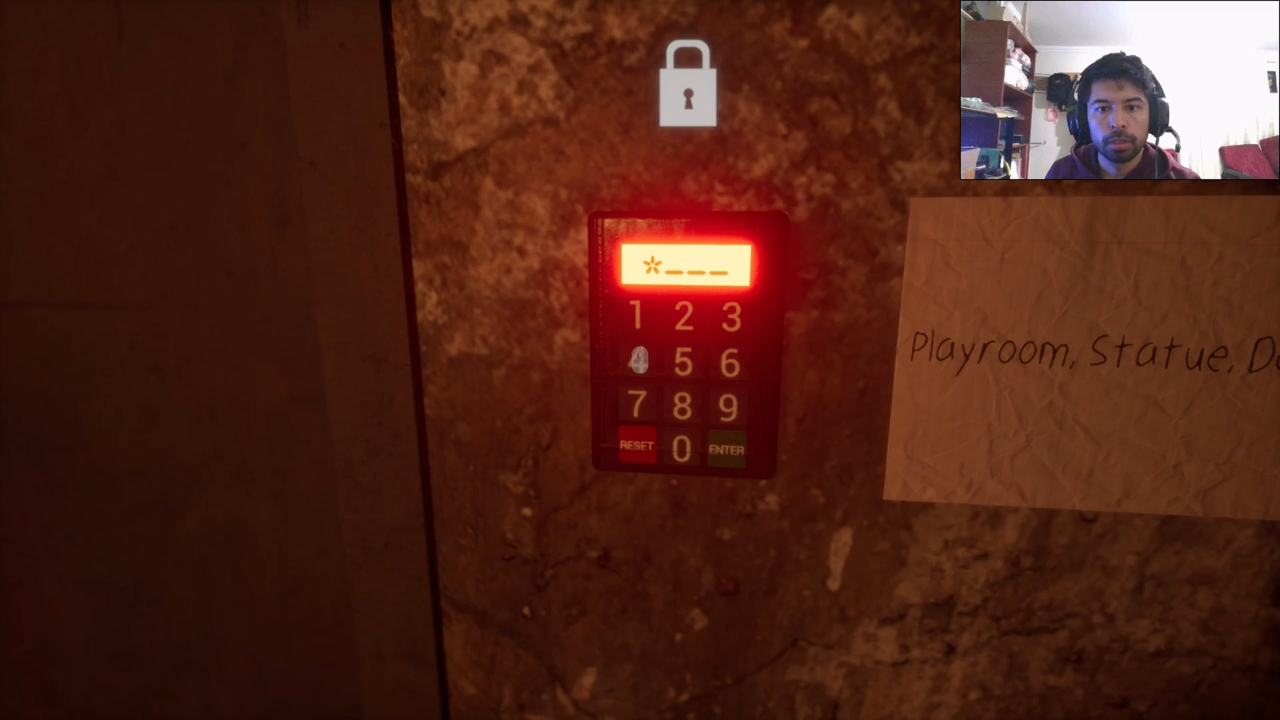 *___
1 2 3
4 5 6
7 8 9
RESET 0 ENTER
Playroom, Statue,